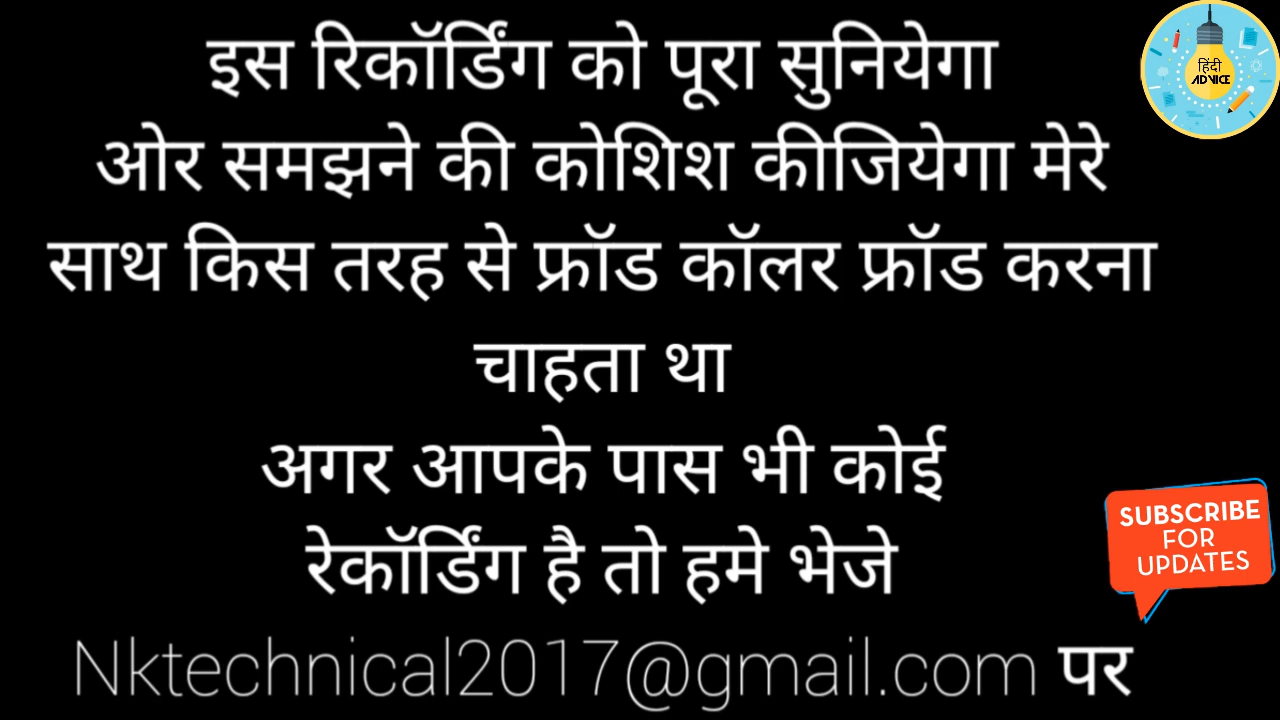 इस रिकॉर्डिंग को पूरा सुनियेगा
ओर समझने की कोशिश कीजियेगा मेरे
साथ किस तरह से फ्रॉड कॉलर फ्रॉड करना
चाहता था
अगर आपके पास भी कोई
रेकॉर्डिंग है तो हमे भेजे
Nktechnical2017@gmail.com पर
हिंदी
ADVICE
SUBSCRIBE
FOR
UPDATES